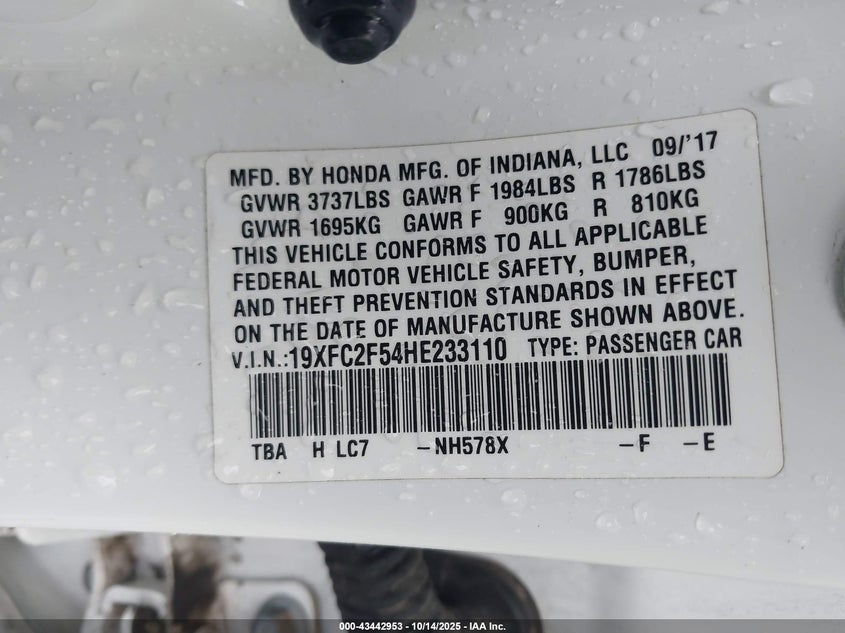 MFD. BY HONDA MFG. OF INDIANA, LLC 09/'17
GVWR 3737LBS GAWR F 1984LBS R 1786LBS
GVWR 1695KG GAWR F 900KG R 810KG
THIS VEHICLE CONFORMS TO ALL APPLICABLE
FEDERAL MOTOR VEHICLE SAFETY, BUMPER,
AND THEFT PREVENTION STANDARDS IN EFFECT
ON THE DATE OF MANUFACTURE SHOWN ABOVE.
V.I.N.:19XFC2F54HE233110 TYPE: PASSENGER CAR
TBA H LC7 -NH578X -F -E
000-43442953 - 10/14/2025 - IAA Inc.